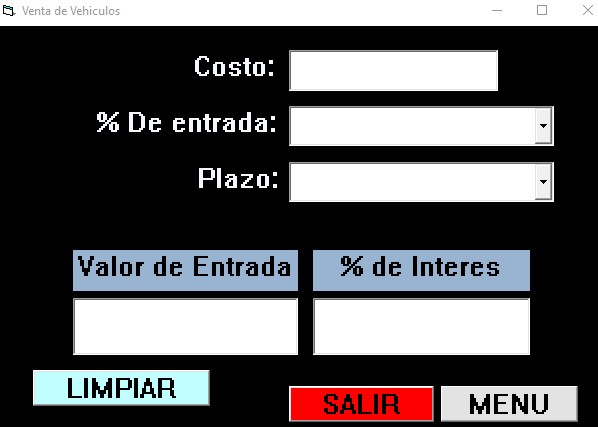 Venta de Vehiculos
Costo:
% De entrada:
Plazo:
Valor de Entrada
% de Interes
LIMPIAR
SALIR
MENU